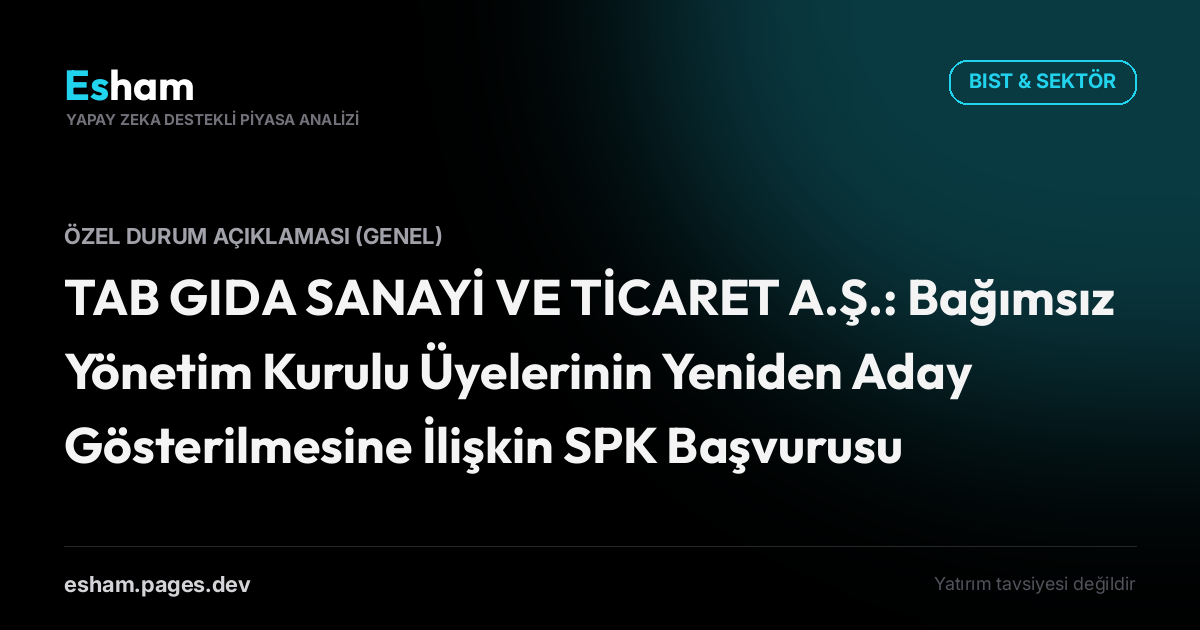 Esham
YAPAY ZEKA DESTEKLİ PİYASA ANALİZİ
BIST & SEKTÖR
ÖZEL DURUM AÇIKLAMASI (GENEL)
TAB GIDA SANAYİ VE TİCARET A.Ş.: Bağımsız
Yönetim Kurulu Üyelerinin Yeniden Aday
Gösterilmesine İlişkin SPK Başvurusu
esham.pages.dev
Yatırım tavsiyesi değildir